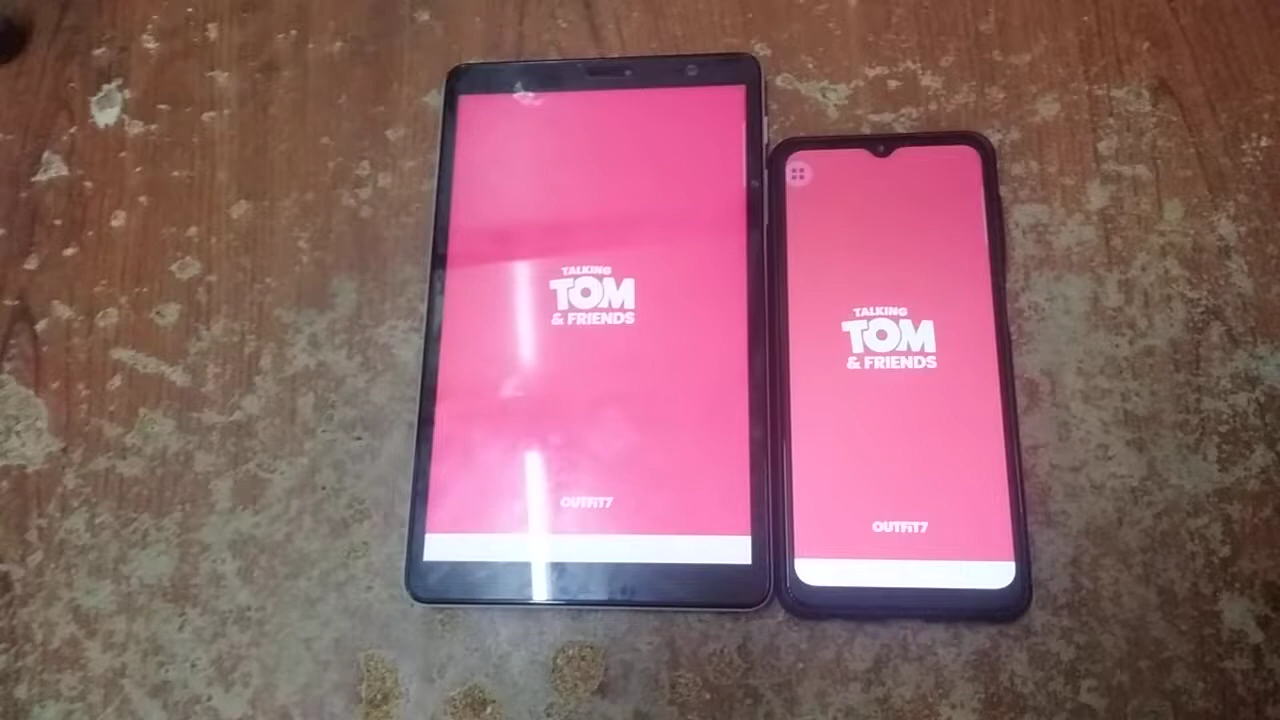 TALKING
TOM
& FRIENDS
OUTFIT7
TALKING
TOM
& FRIENDS
OUTFIT7